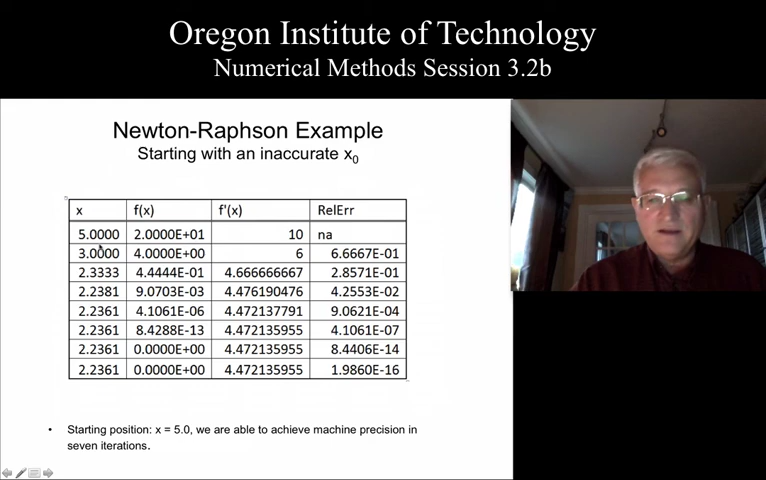 Oregon Institute of Technology
Numerical Methods Session 3.2b
Newton-Raphson Example
Starting with an inaccurate x₀
x f(x) f'(x) RelErr
5.0000 2.0000E+01 10 na
3.0000 4.0000E+00 6 6.6667E-01
2.3333 4.4444E-01 4.666666667 2.8571E-01
2.2381 9.0703E-03 4.476190476 4.2553E-02
2.2361 4.1061E-06 4.472137791 9.0621E-04
2.2361 8.4288E-13 4.472135955 4.1061E-07
2.2361 0.0000E+00 4.472135955 8.4406E-14
2.2361 0.0000E+00 4.472135955 1.9860E-16
• Starting position: x = 5.0, we are able to achieve machine precision in
seven iterations.